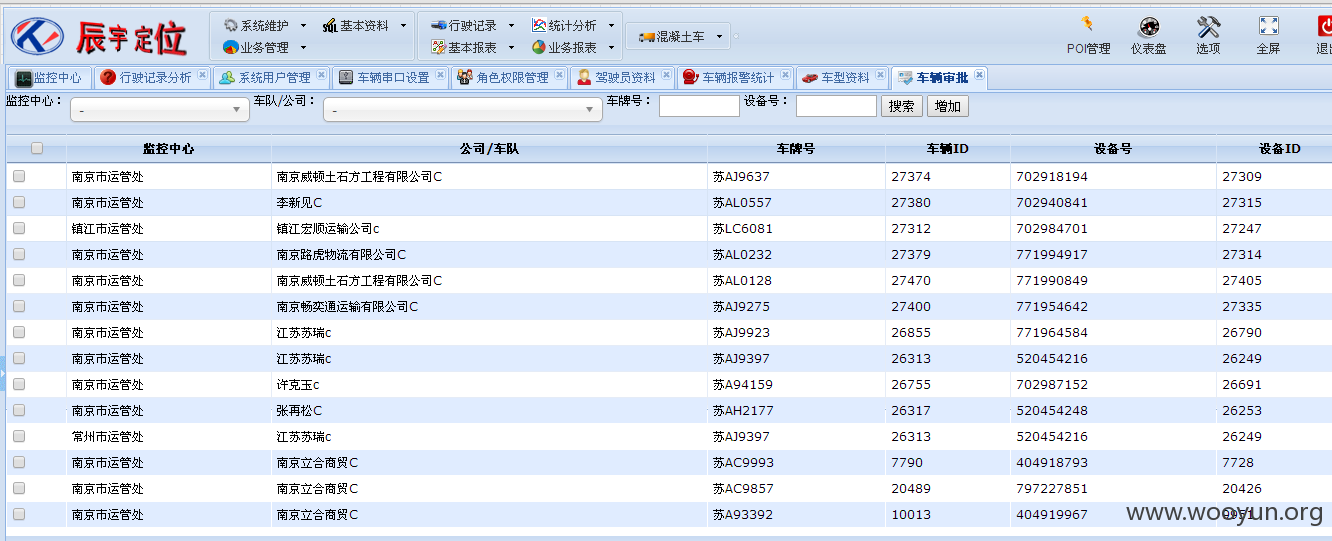 辰宇定位
系统维护 基本资料 行驶记录 统计分析 混凝土车 POI管理 仪表盘 选项 全屏
业务管理 基本报表 业务报表
监控中心 行驶记录分析 系统用户管理 车辆串口设置 角色权限管理 驾驶员资料 车辆报警统计 车型资料 车辆审批
监控中心： - 车队/公司： - 车牌号： 设备号： 搜索 增加
监控中心 公司/车队 车牌号 车辆ID 设备号 设备ID
南京市运管处 南京威顿土石方工程有限公司C 苏AJ9637 27374 702918194 27309
南京市运管处 李新见C 苏AL0557 27380 702940841 27315
镇江市运管处 镇江宏顺运输公司c 苏LC6081 27312 702984701 27247
南京市运管处 南京路虎物流有限公司C 苏AL0232 27379 771994917 27314
南京市运管处 南京威顿土石方工程有限公司C 苏AL0128 27470 771990849 27405
南京市运管处 南京畅奕通运输有限公司C 苏AJ9275 27400 771954642 27335
南京市运管处 江苏苏瑞c 苏AJ9923 26855 771964584 26790
南京市运管处 江苏苏瑞c 苏AJ9397 26313 520454216 26249
南京市运管处 许克玉c 苏A94159 26755 702987152 26691
南京市运管处 张再松C 苏AH2177 26317 520454248 26253
常州市运管处 江苏苏瑞c 苏AJ9397 26313 520454216 26249
南京市运管处 南京立合商贸C 苏AC9993 7790 404918793 7728
南京市运管处 南京立合商贸C 苏AC9857 20489 797227851 20426
南京市运管处 南京立合商贸C 苏A93392 10013 404919967
www.wooyun.org